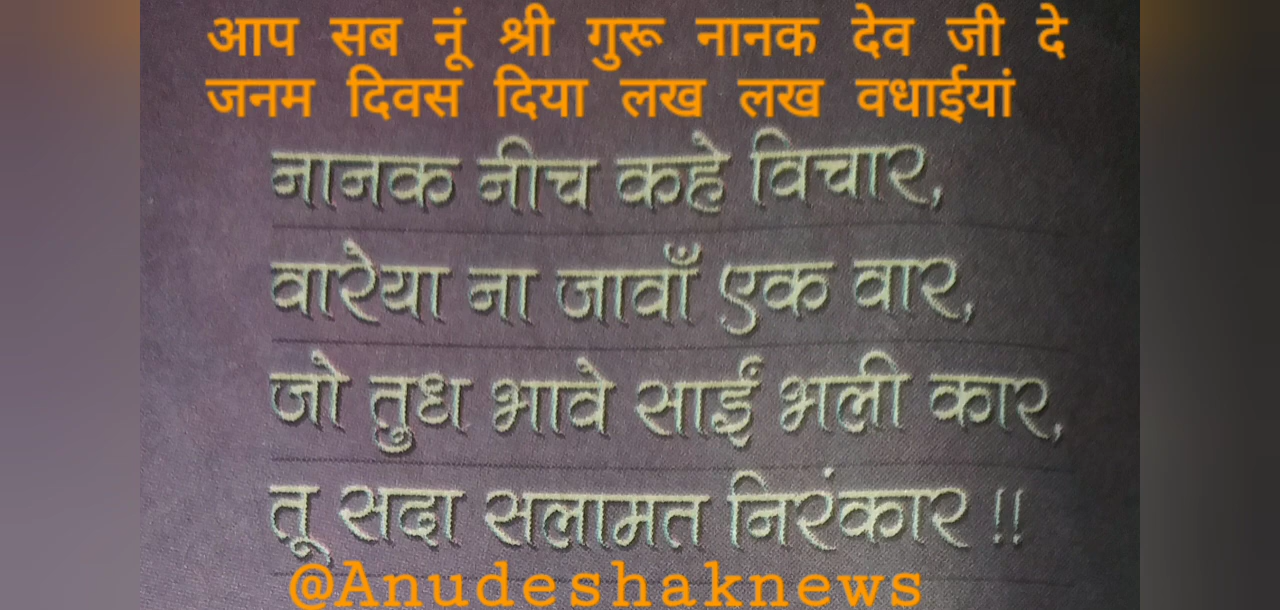 आप सब नूं श्री गुरू नानक देव जी दे
जनम दिवस दिया लख लख वधाईयां
नानक नीच कहे विचार,
वारेया ना जावाँ एक वार,
जो तुध भावे साईं भली कार,
तू सदा सलामत निरंकार !!
@Anudeshaknews